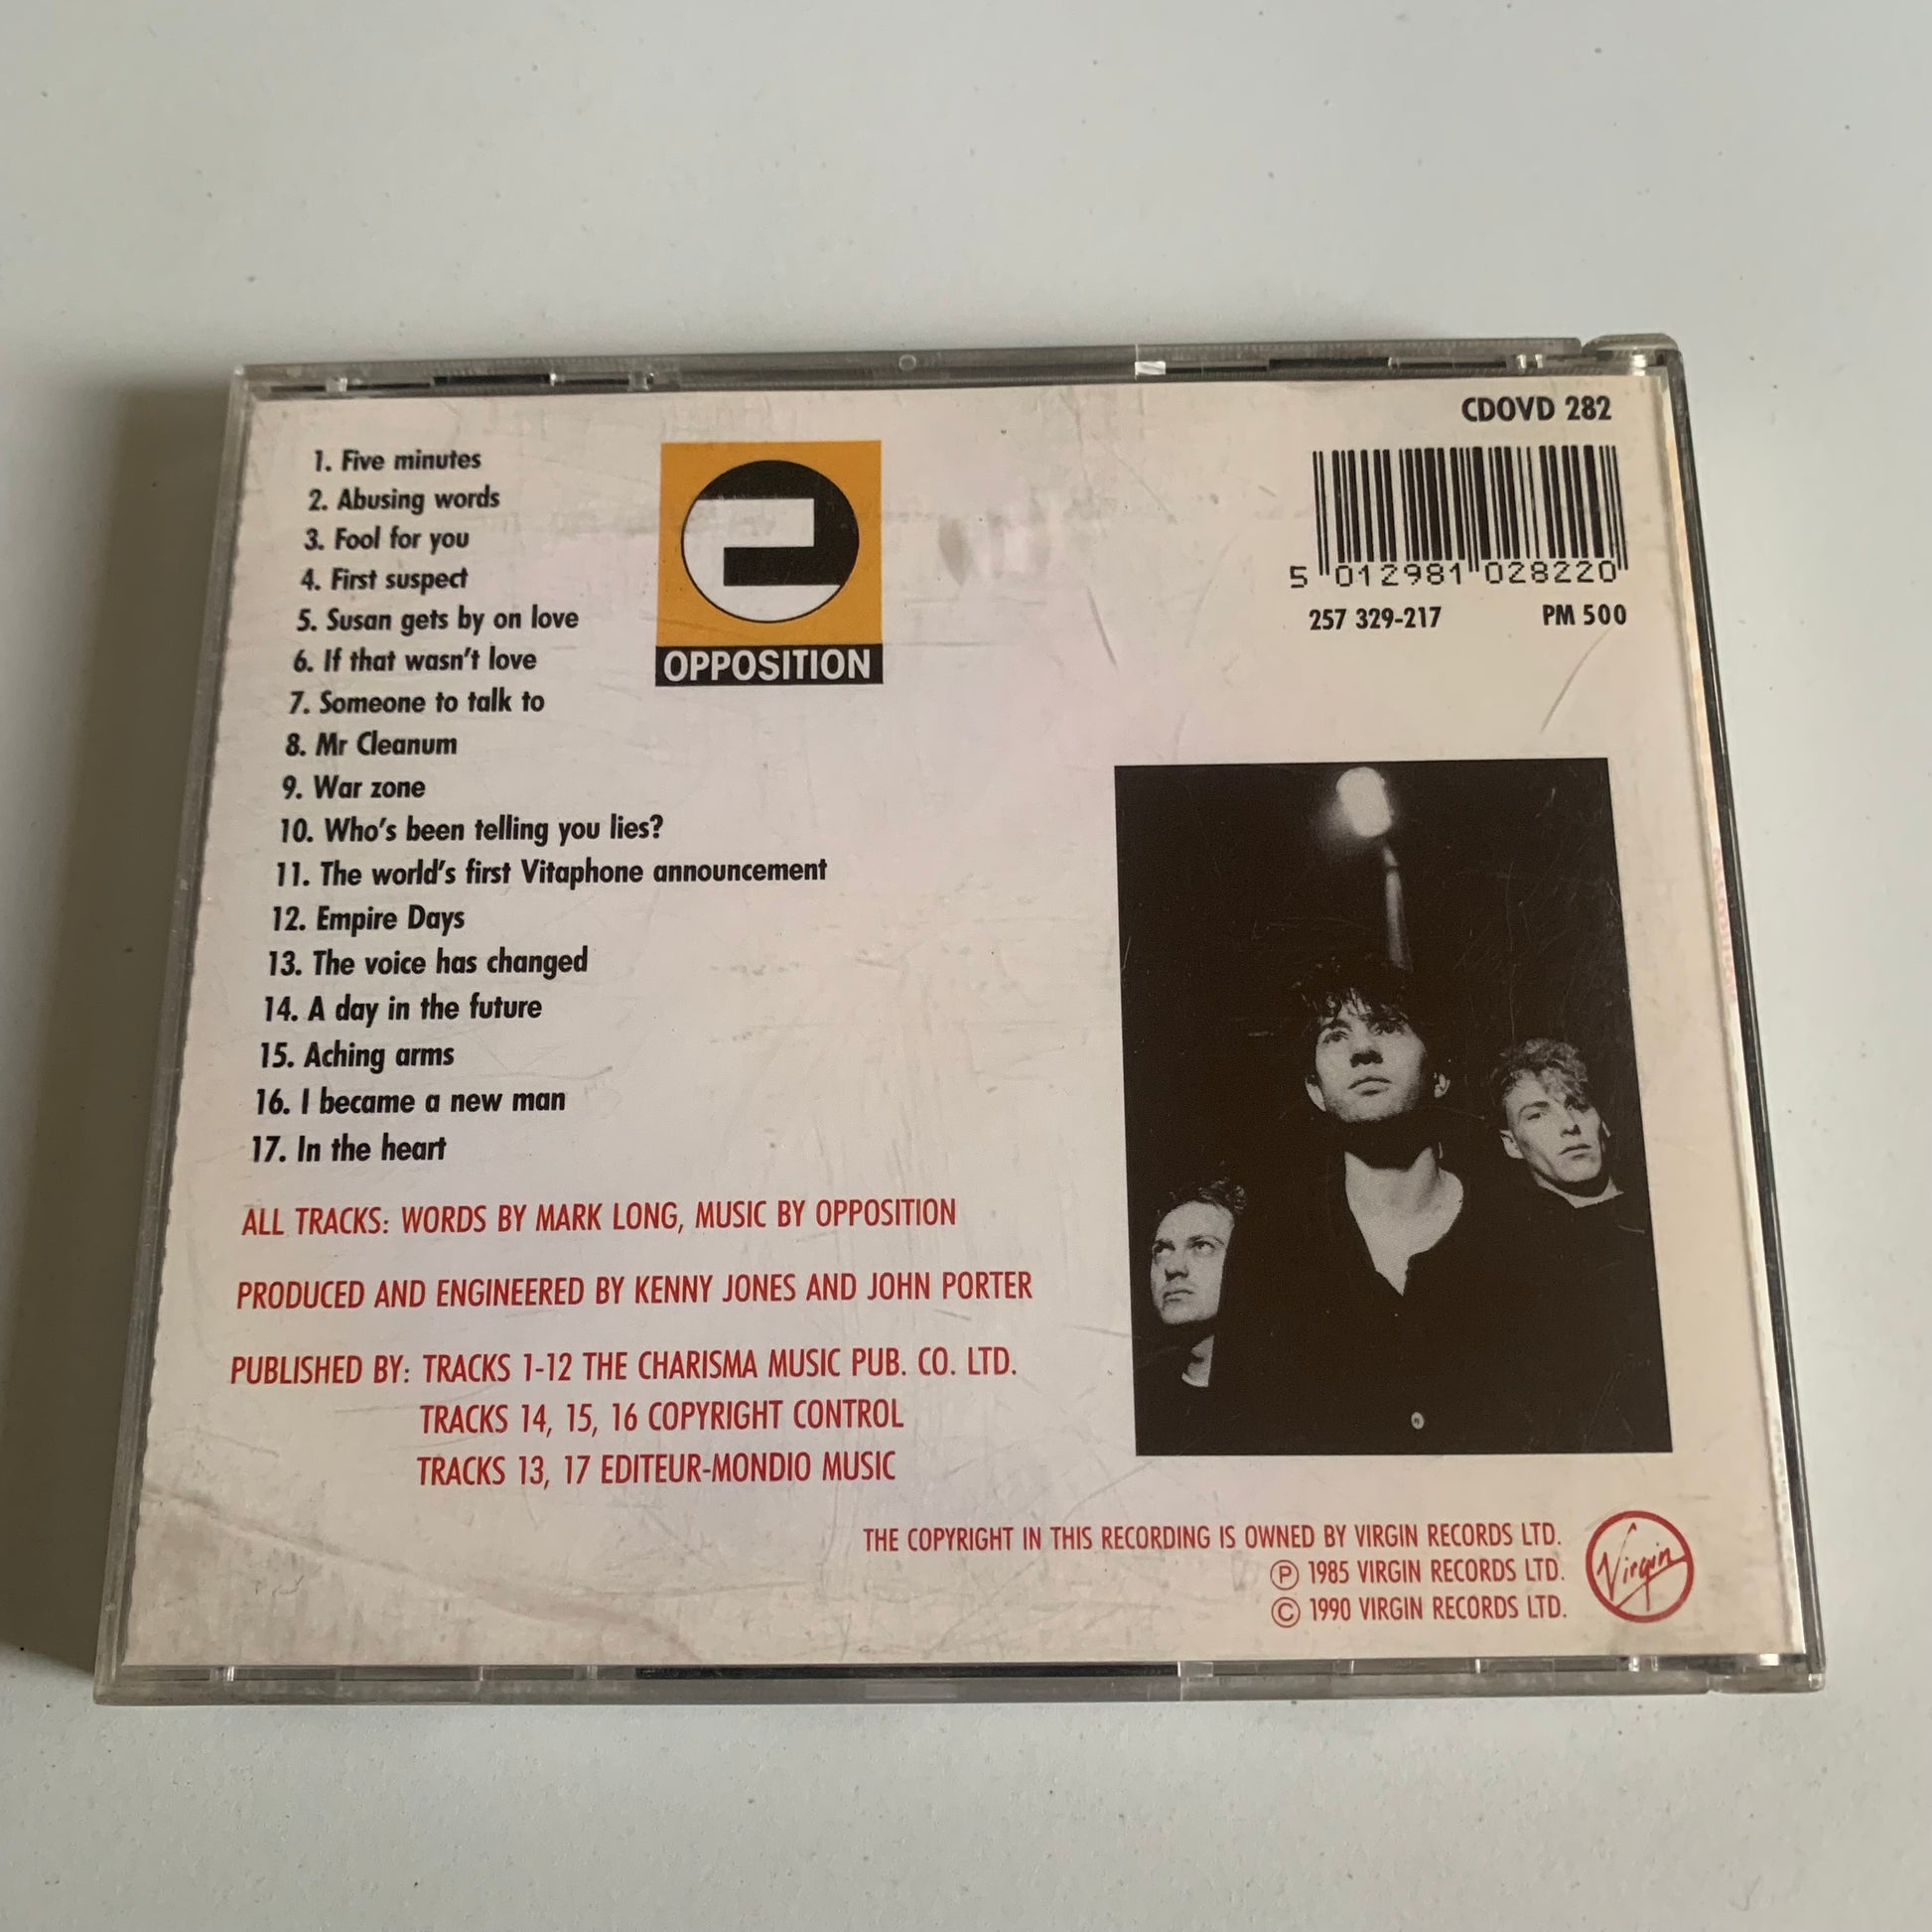 CDOVD 282
1. Five minutes
2. Abusing words
3. Fool for you
4. First suspect
5. Susan gets by on love
6. If that wasn't love
7. Someone to talk to
8. Mr Cleanum
9. War zone
10. Who's been telling you lies?
11. The world's first Vitaphone announcement
12. Empire Days
13. The voice has changed
14. A day in the future
15. Aching arms
16. I became a new man
17. In the heart
OPPOSITION
5 012981 028220
257 329-217 PM 500
ALL TRACKS: WORDS BY MARK LONG, MUSIC BY OPPOSITION
PRODUCED AND ENGINEERED BY KENNY JONES AND JOHN PORTER
PUBLISHED BY: TRACKS 1-12 THE CHARISMA MUSIC PUB. CO. LTD.
TRACKS 14, 15, 16 COPYRIGHT CONTROL
TRACKS 13, 17 EDITEUR-MONDIO MUSIC
THE COPYRIGHT IN THIS RECORDING IS OWNED BY VIRGIN RECORDS LTD.
Ⓟ 1985 VIRGIN RECORDS LTD.
© 1990 VIRGIN RECORDS LTD.
Virgin